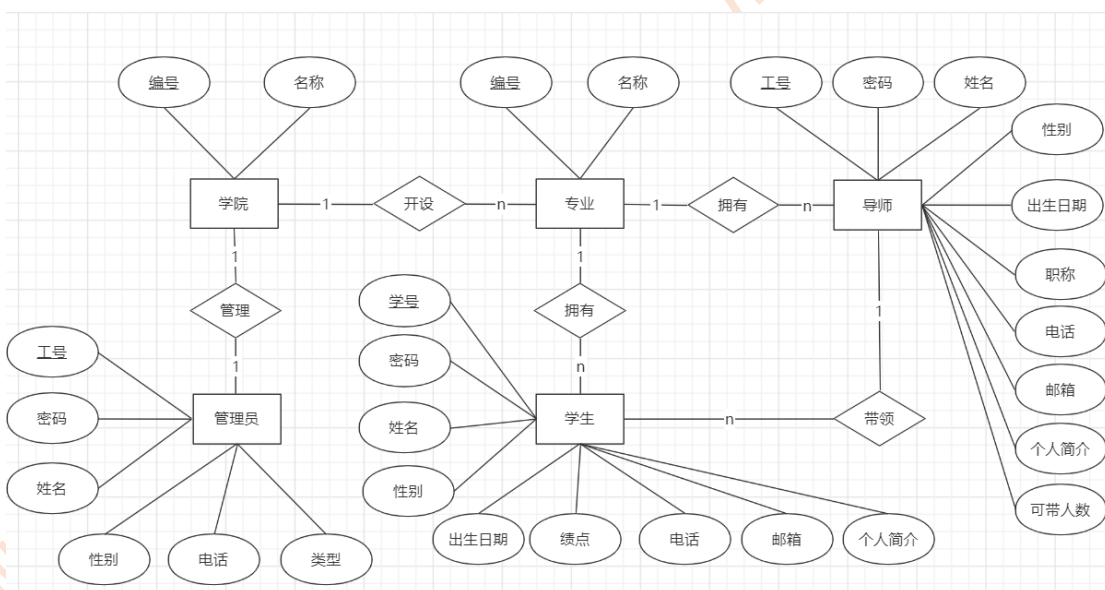 编号
名称
编号
名称
工号
密码
姓名
性别
学院
1
开设
n
专业
1
拥有
n
导师
出生日期
1
1
职称
学号
管理
拥有
1
电话
工号
密码
1
n
邮箱
密码
管理员
姓名
学生
n
带领
个人简介
姓名
性别
可带人数
性别
电话
类型
出生日期
绩点
电话
邮箱
个人简介